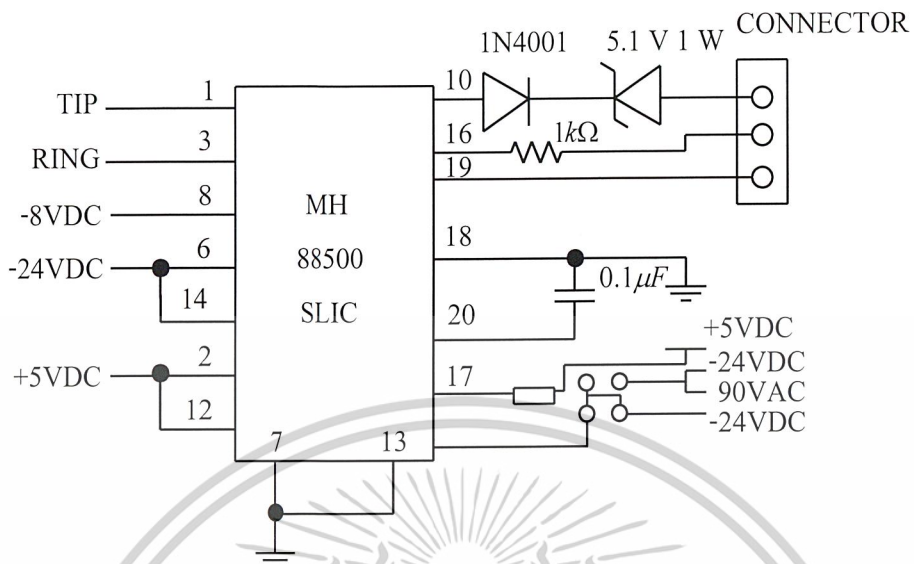 CONNECTOR
1N4001
5.1 V 1 W
TIP
1
10
RING
3
16
1kΩ
19
-8VDC
8
MH
88500
SLIC
-24VDC
6
14
18
0.1μF
20
+5VDC
2
12
17
+5VDC
-24VDC
90VAC
-24VDC
7
13